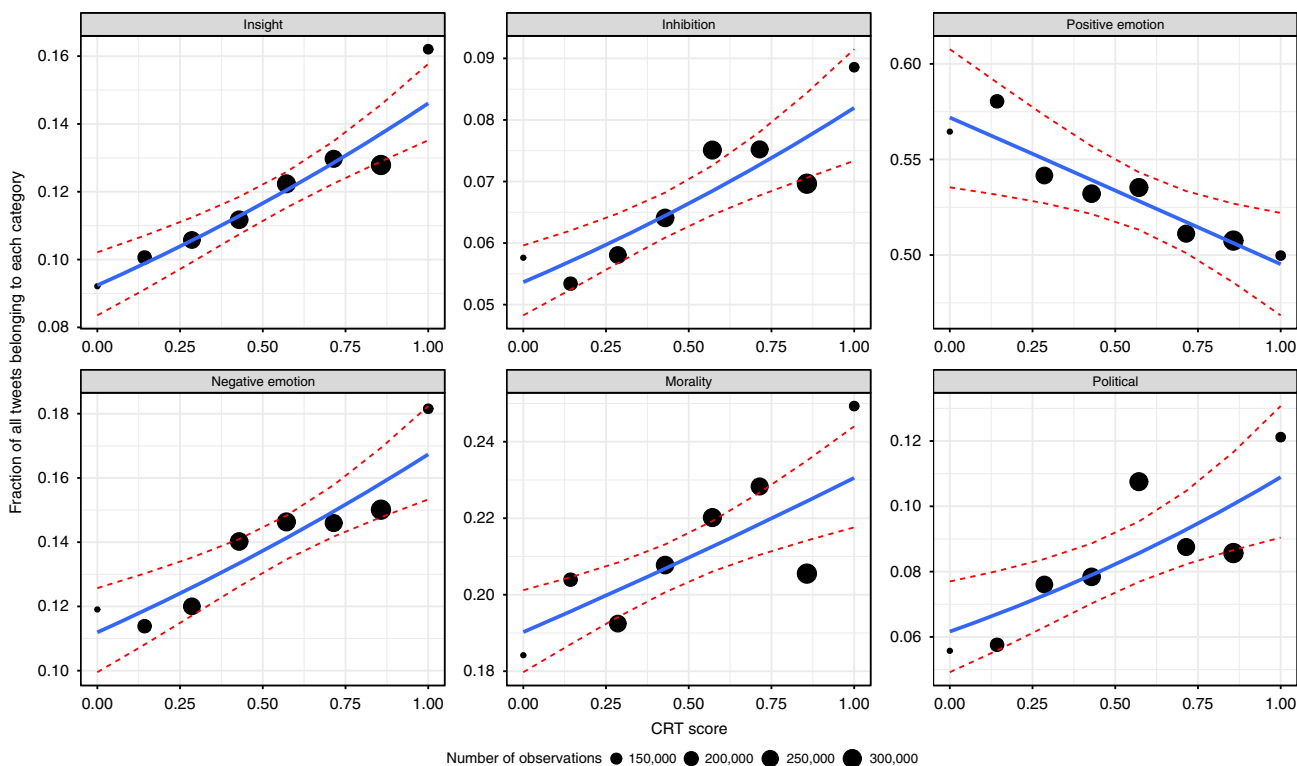 Insight
Inhibition
Positive emotion
0.16
0.14
0.12
0.10
0.08
0.09
0.08
0.07
0.06
0.05
0.60
0.55
0.50
0.00 0.25 0.50 0.75 1.00
0.00 0.25 0.50 0.75 1.00
0.00 0.25 0.50 0.75 1.00
Fraction of all tweets belonging to each category
Negative emotion
Morality
Political
0.18
0.16
0.14
0.12
0.10
0.24
0.22
0.20
0.18
0.12
0.10
0.08
0.06
0.00 0.25 0.50 0.75 1.00
0.00 0.25 0.50 0.75 1.00
0.00 0.25 0.50 0.75 1.00
CRT score
Number of observations 150,000 200,000 250,000 300,000